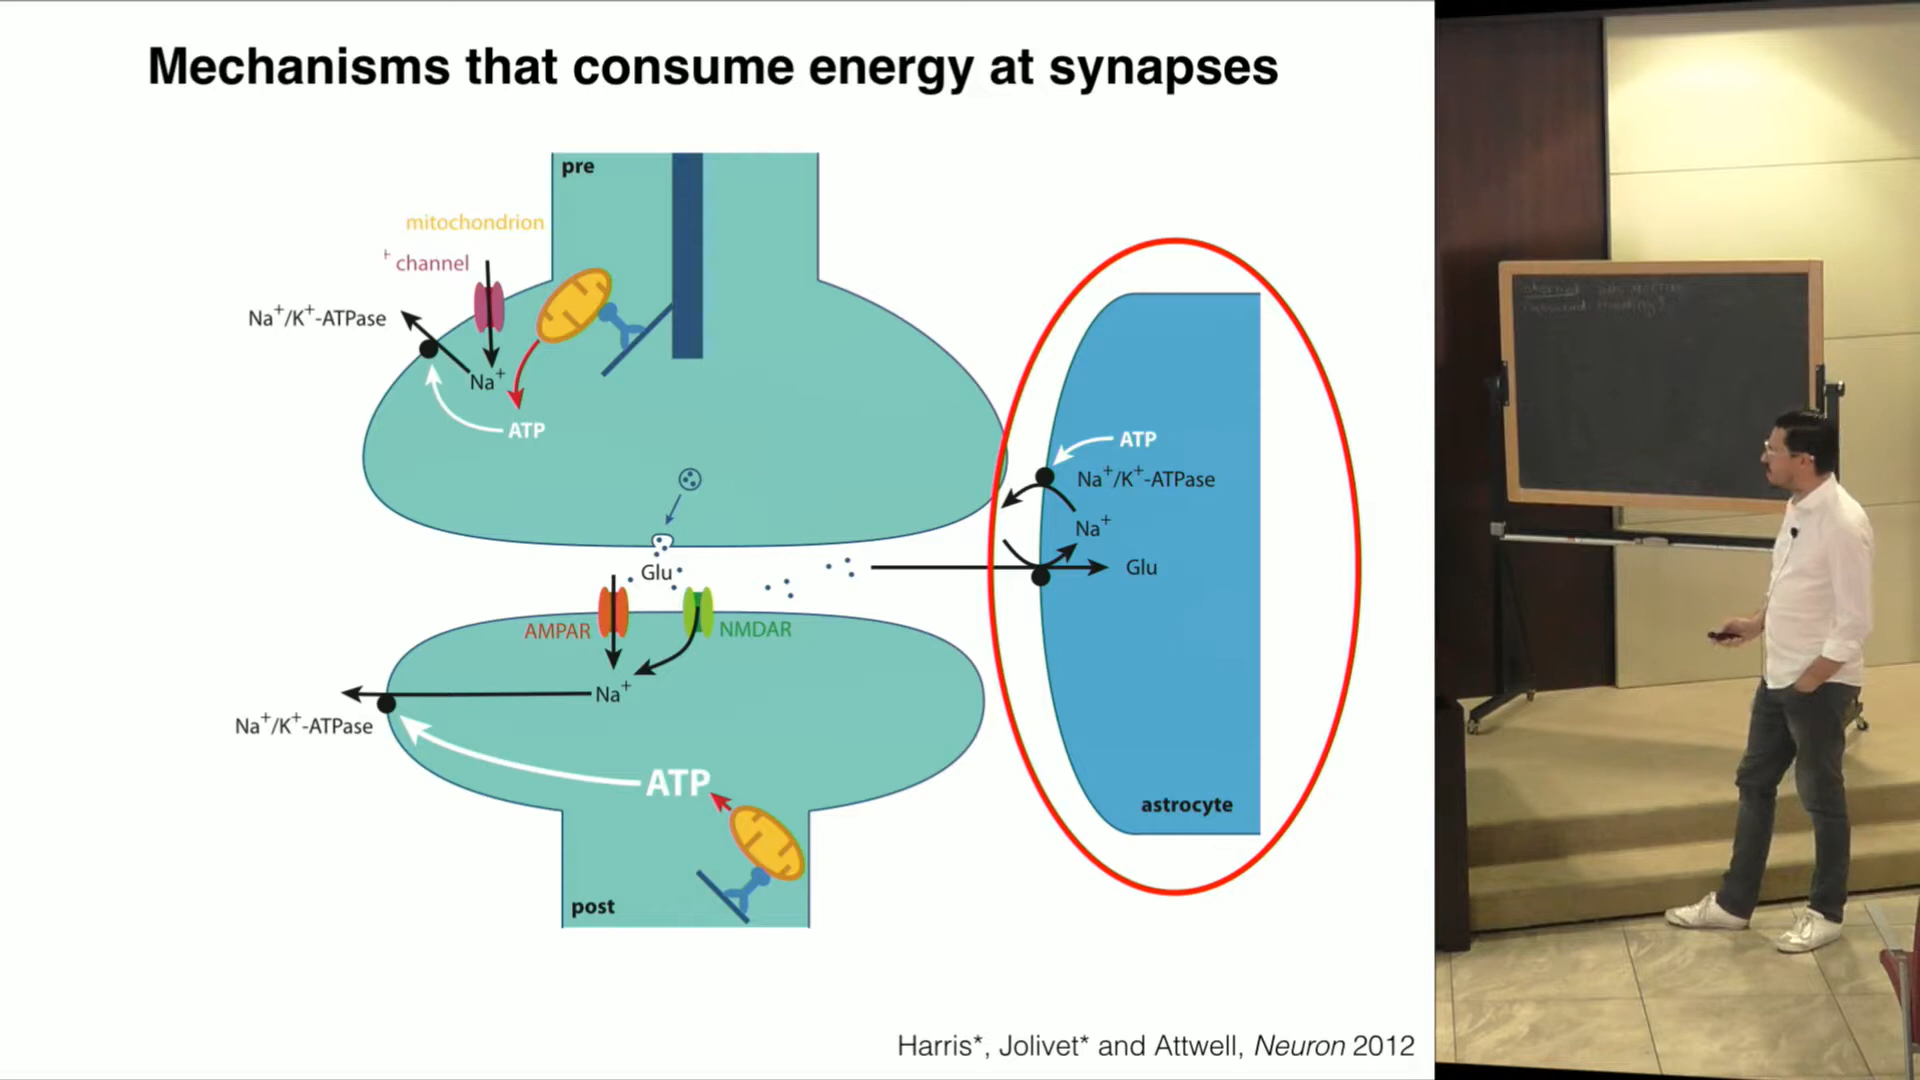 Mechanisms that consume energy at synapses
pre
mitochondrion
+ channel
Na+/K+-ATPase
Na+
ATP
ATP
Na+/K+-ATPase
Na+
Glu
Glu
AMPAR
NMDAR
Na+
Na+/K+-ATPase
ATP
astrocyte
post
Harris*, Jolivet* and Attwell, Neuron 2012